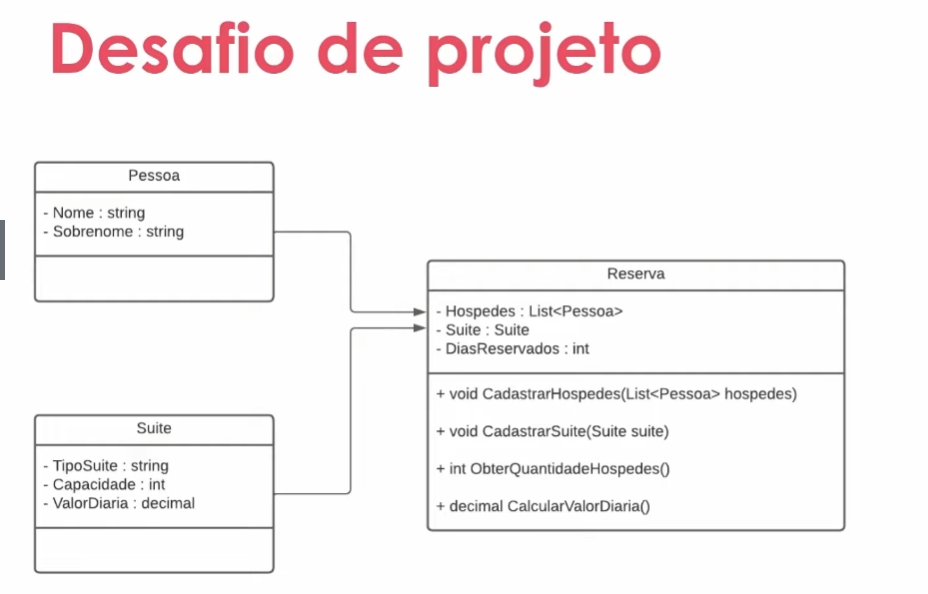 Desafio de projeto
Pessoa
- Nome : string
- Sobrenome : string
Suite
- TipoSuite : string
- Capacidade : int
- ValorDiaria : decimal
Reserva
- Hospedes : List<Pessoa>
- Suite : Suite
- DiasReservados : int
+ void CadastrarHospedes(List<Pessoa> hospedes)
+ void CadastrarSuite(Suite suite)
+ int ObterQuantidadeHospedes()
+ decimal CalcularValorDiaria()